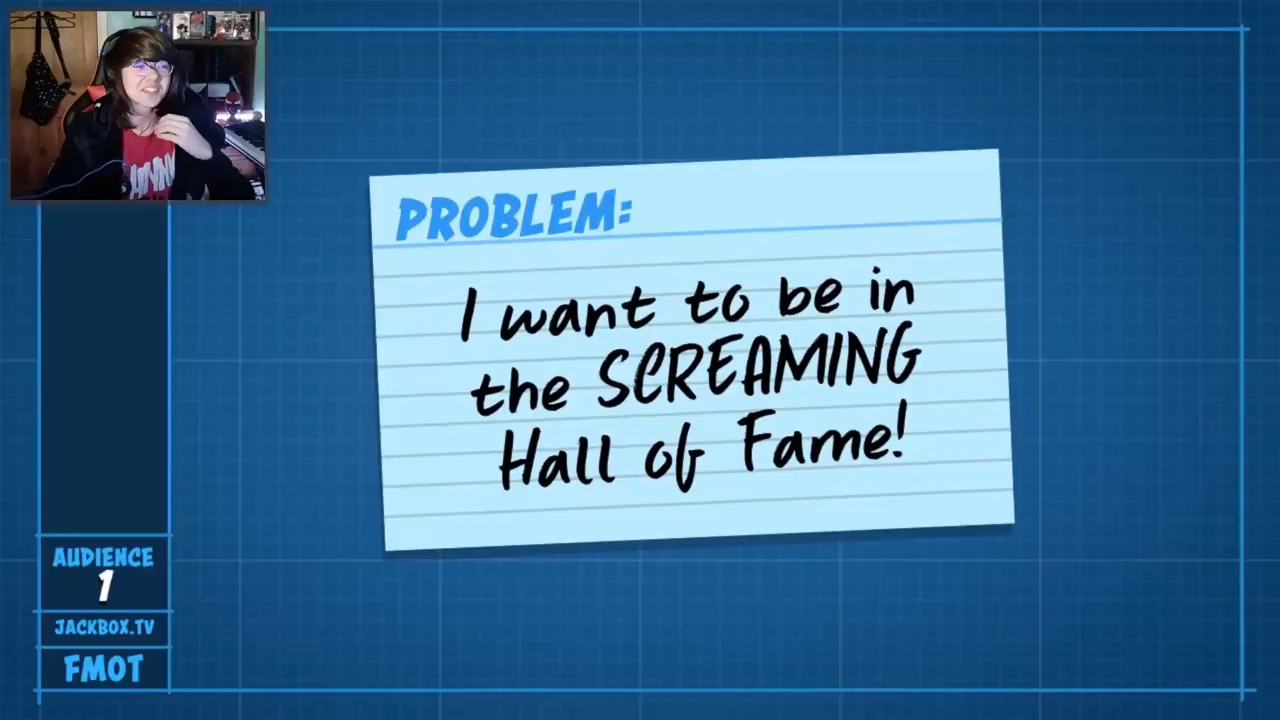 PROBLEM:
I want to be in
the SCREAMING
Hall of Fame!
AUDIENCE
1
JACKBOX.TV
FMOT